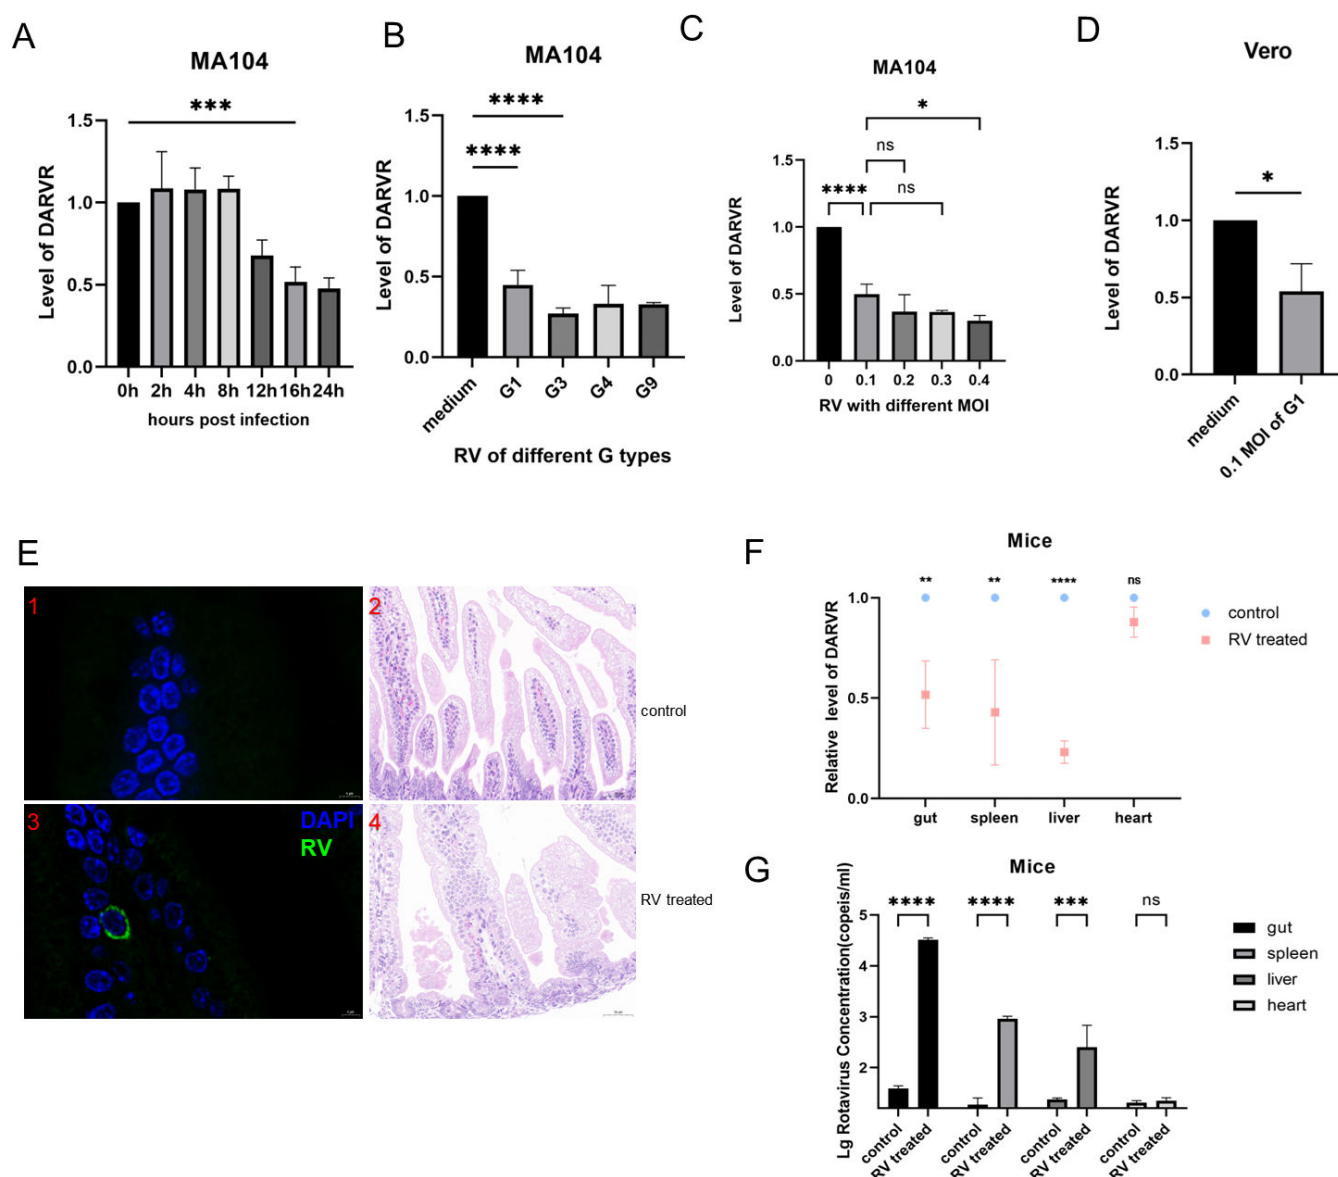 A
MA104
***
Level of DARVR
1.5
1.0
0.5
0.0
0h 2h 4h 8h 12h 16h 24h
hours post infection
B
MA104
****
****
Level of DARVR
1.5
1.0
0.5
0.0
medium G1 G3 G4 G9
RV of different G types
C
MA104
*
ns
**** ns
Level of DARVR
1.5
1.0
0.5
0.0
0 0.1 0.2 0.3 0.4
RV with different MOI
D
Vero
*
Level of DARVR
1.5
1.0
0.5
0.0
medium 0.1 MOI of G1
E
1
2
control
3
DAPI
RV
4
RV treated
F
Mice
** ** **** ns
Relative level of DARVR
1.0
0.5
0.0
gut spleen liver heart
control
RV treated
G
Mice
**** **** *** ns
Lg Rotavirus Concentration(copeis/ml)
5
4
3
2
control RV treated control RV treated control RV treated control RV treated
gut
spleen
liver
heart